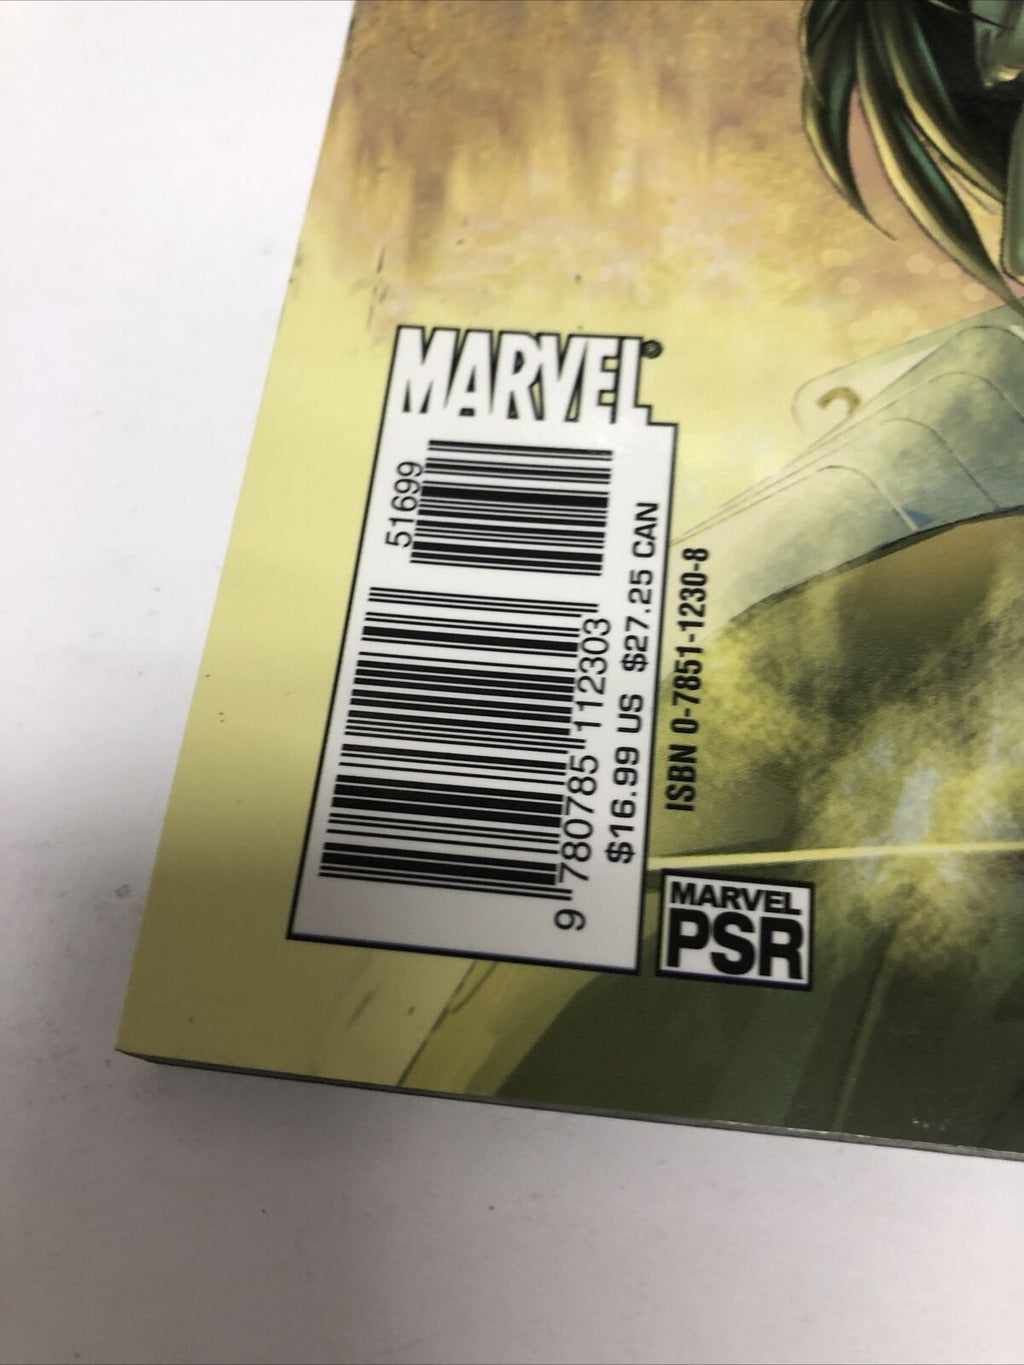 MARVEL®
51699
9 780785 112303
$16.99 US $27.25 CAN
ISBN 0-7851-1230-8
MARVEL
PSR